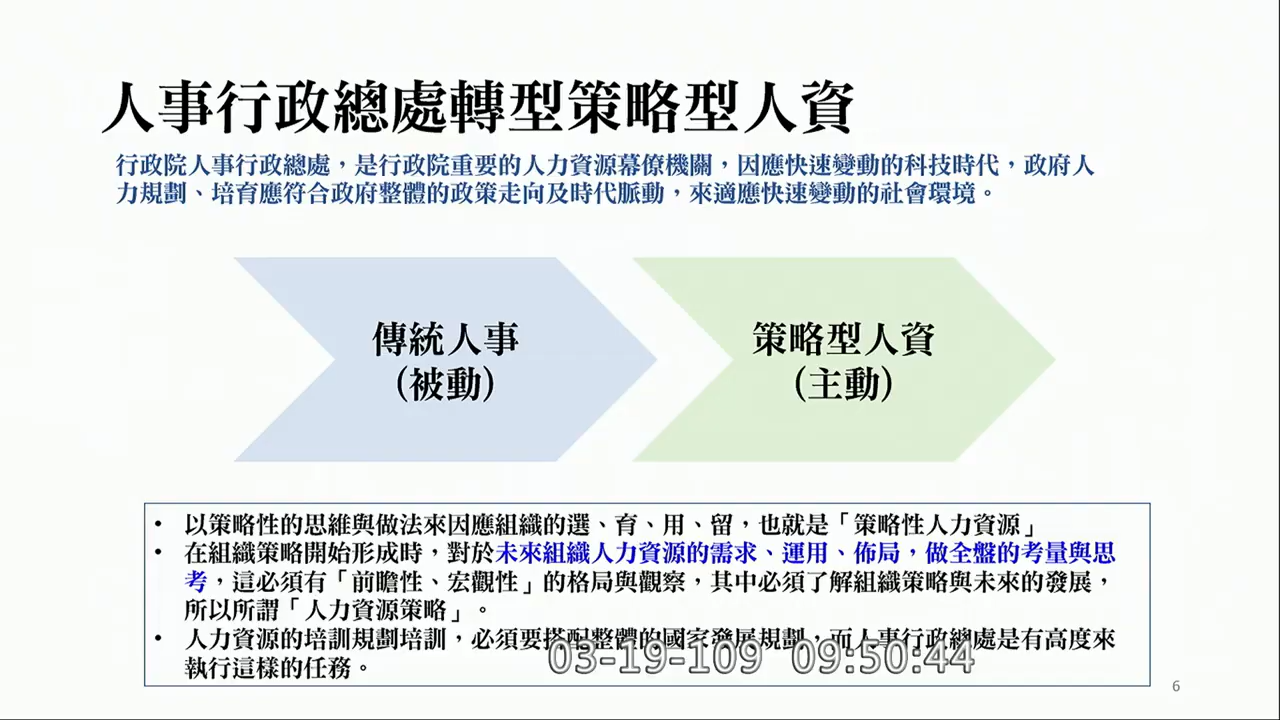 人事行政總處轉型策略型人資
行政院人事行政總處，是行政院重要的人力資源幕僚機關，因應快速變動的科技時代，政府人
力規劃、培育應符合政府整體的政策走向及時代脈動，來適應快速變動的社會環境。
傳統人事
(被動)
策略型人資
(主動)
• 以策略性的思維與做法來因應組織的選、育、用、留，也就是「策略性人力資源」
• 在組織策略開始形成時，對於未來組織人力資源的需求、運用、佈局，做全盤的考量與思
考，這必須有「前瞻性、宏觀性」的格局與觀察，其中必須了解組織策略與未來的發展，
所以所謂「人力資源策略」。
• 人力資源的培訓規劃培訓，必須要搭配整體的國家發展規劃，而人事行政總處是有高度來
執行這樣的任務。
03-19-109 09:50:44
6